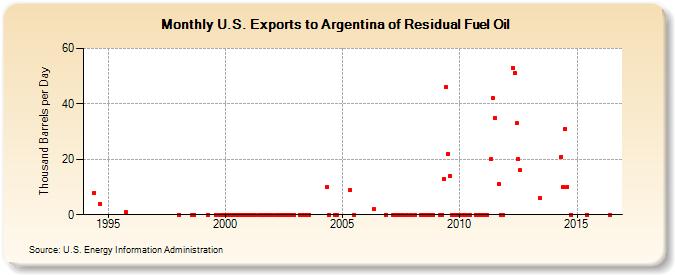 Monthly U.S. Exports to Argentina of Residual Fuel Oil
Thousand Barrels per Day
60
40
20
0
1995 2000 2005 2010 2015
Source: U.S. Energy Information Administration